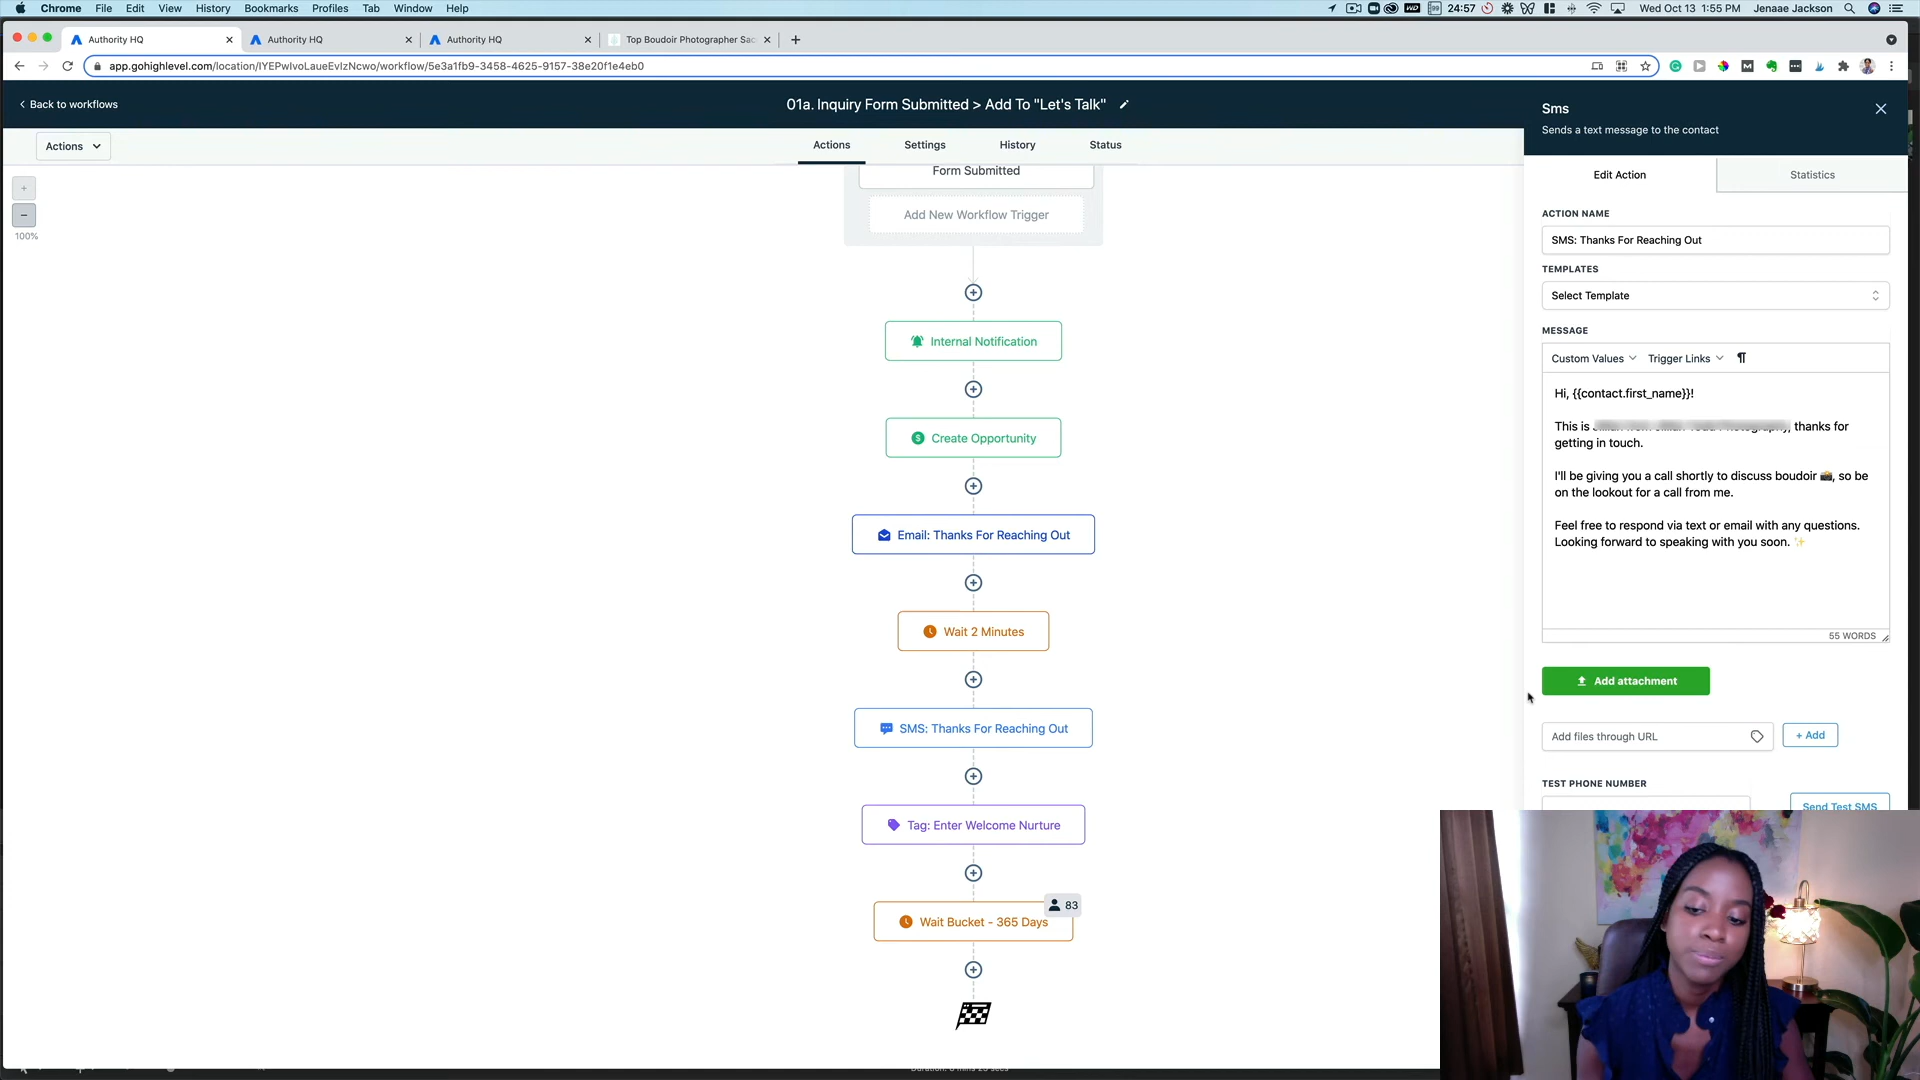 Chrome File Edit View History Bookmarks Profiles Tab Window Help
24:57 Wed Oct 13 1:55 PM Jenaae Jackson
Authority HQ
Authority HQ
Authority HQ
Top Boudoir Photographer Sac
app.gohighlevel.com/location/IYEPwIvoLaueEvIzNcwo/workflow/5e3a1fb9-3458-4625-9157-38e20f1e4eb0
Back to workflows
01a. Inquiry Form Submitted > Add To "Let's Talk"
Actions
Actions Settings History Status
100%
Form Submitted
Add New Workflow Trigger
Internal Notification
Create Opportunity
Email: Thanks For Reaching Out
Wait 2 Minutes
SMS: Thanks For Reaching Out
Tag: Enter Welcome Nurture
83
Wait Bucket - 365 Days
Sms
Sends a text message to the contact
Edit Action Statistics
ACTION NAME
SMS: Thanks For Reaching Out
TEMPLATES
Select Template
MESSAGE
Custom Values Trigger Links ¶
Hi, {{contact.first_name}}!
This is , thanks for
getting in touch.
I'll be giving you a call shortly to discuss boudoir 📸, so be
on the lookout for a call from me.
Feel free to respond via text or email with any questions.
Looking forward to speaking with you soon. ✨
55 WORDS
Add attachment
Add files through URL + Add
TEST PHONE NUMBER
Send Test SMS